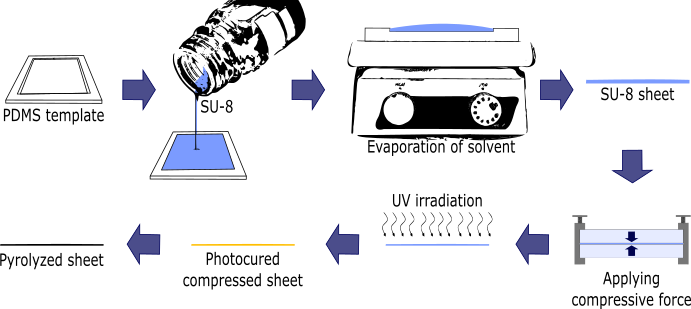 PDMS template
SU-8
Evaporation of solvent
SU-8 sheet
Applying
compressive force
UV irradiation
Photocured
compressed sheet
Pyrolyzed sheet